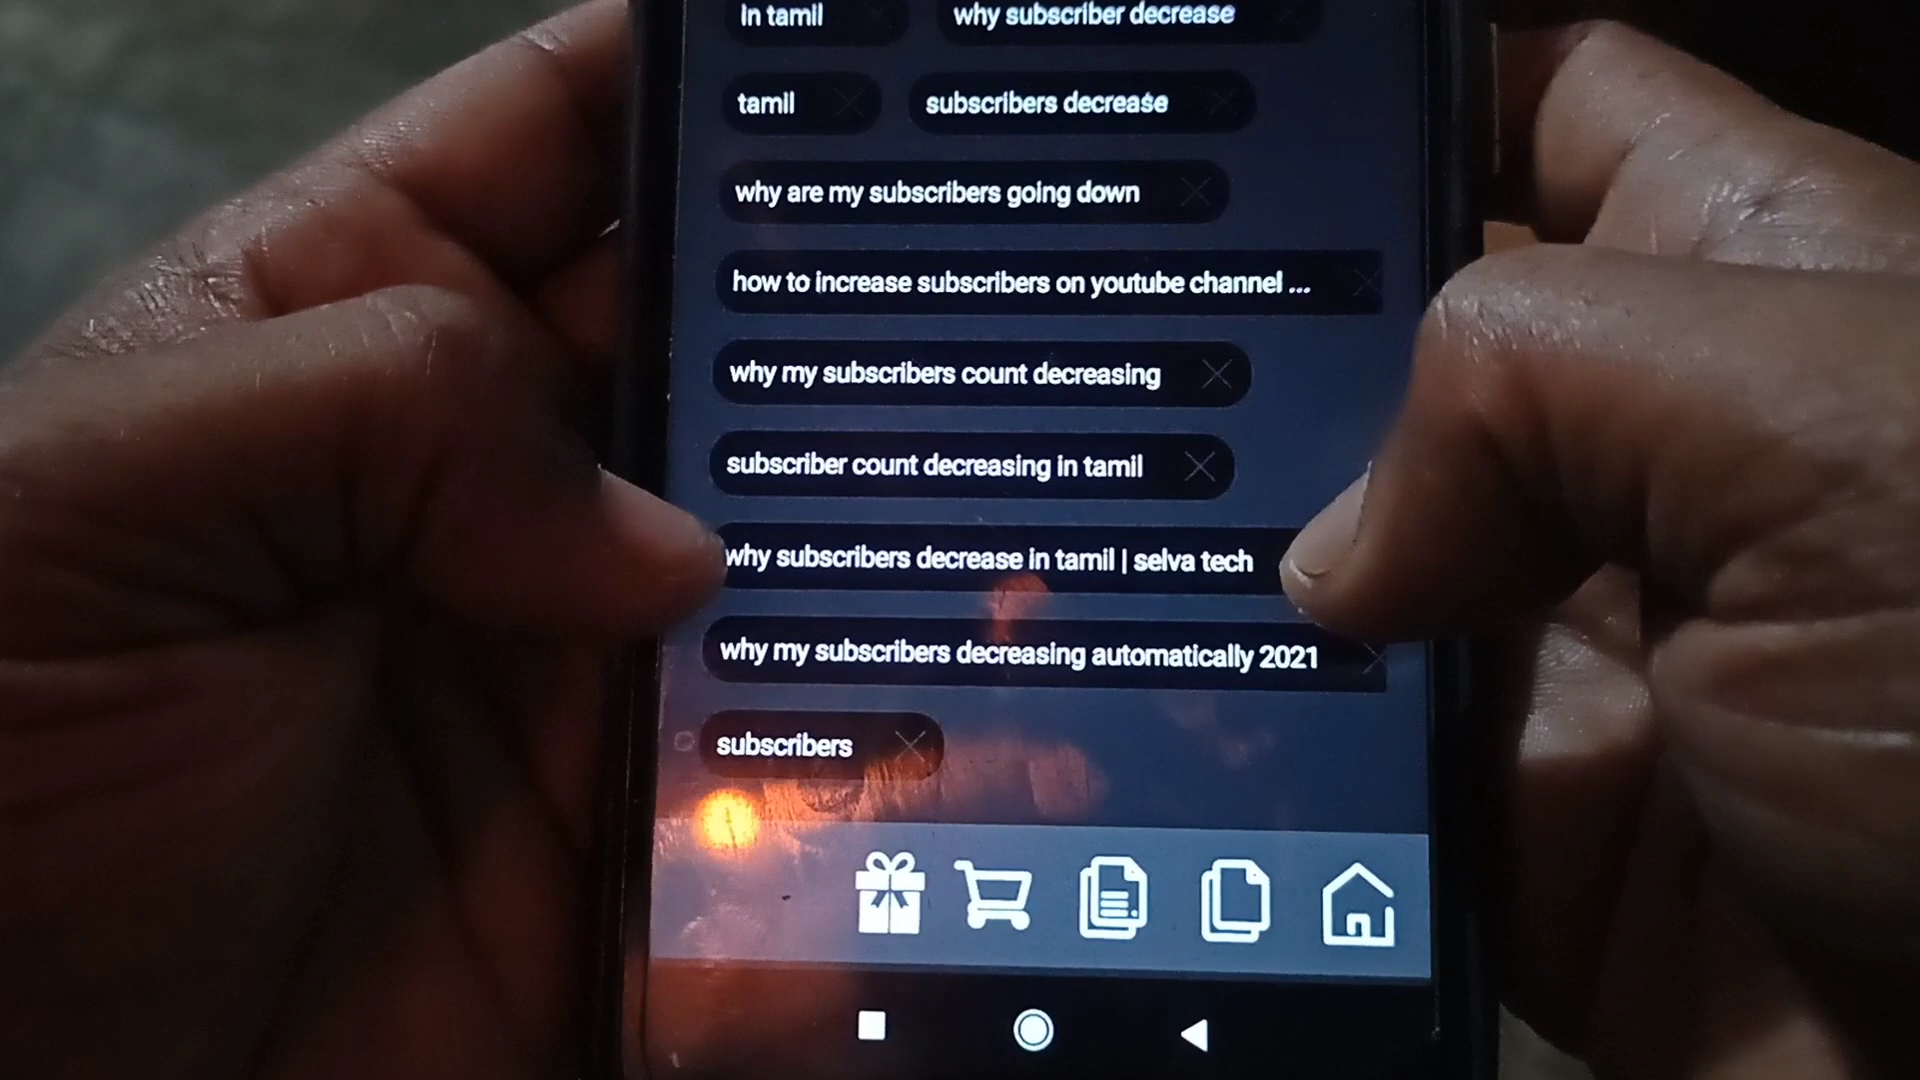 in tamil
why subscriber decrease
tamil
subscribers decrease
why are my subscribers going down
how to increase subscribers on youtube channel ...
why my subscribers count decreasing
subscriber count decreasing in tamil
why subscribers decrease in tamil | selva tech
why my subscribers decreasing automatically 2021
subscribers